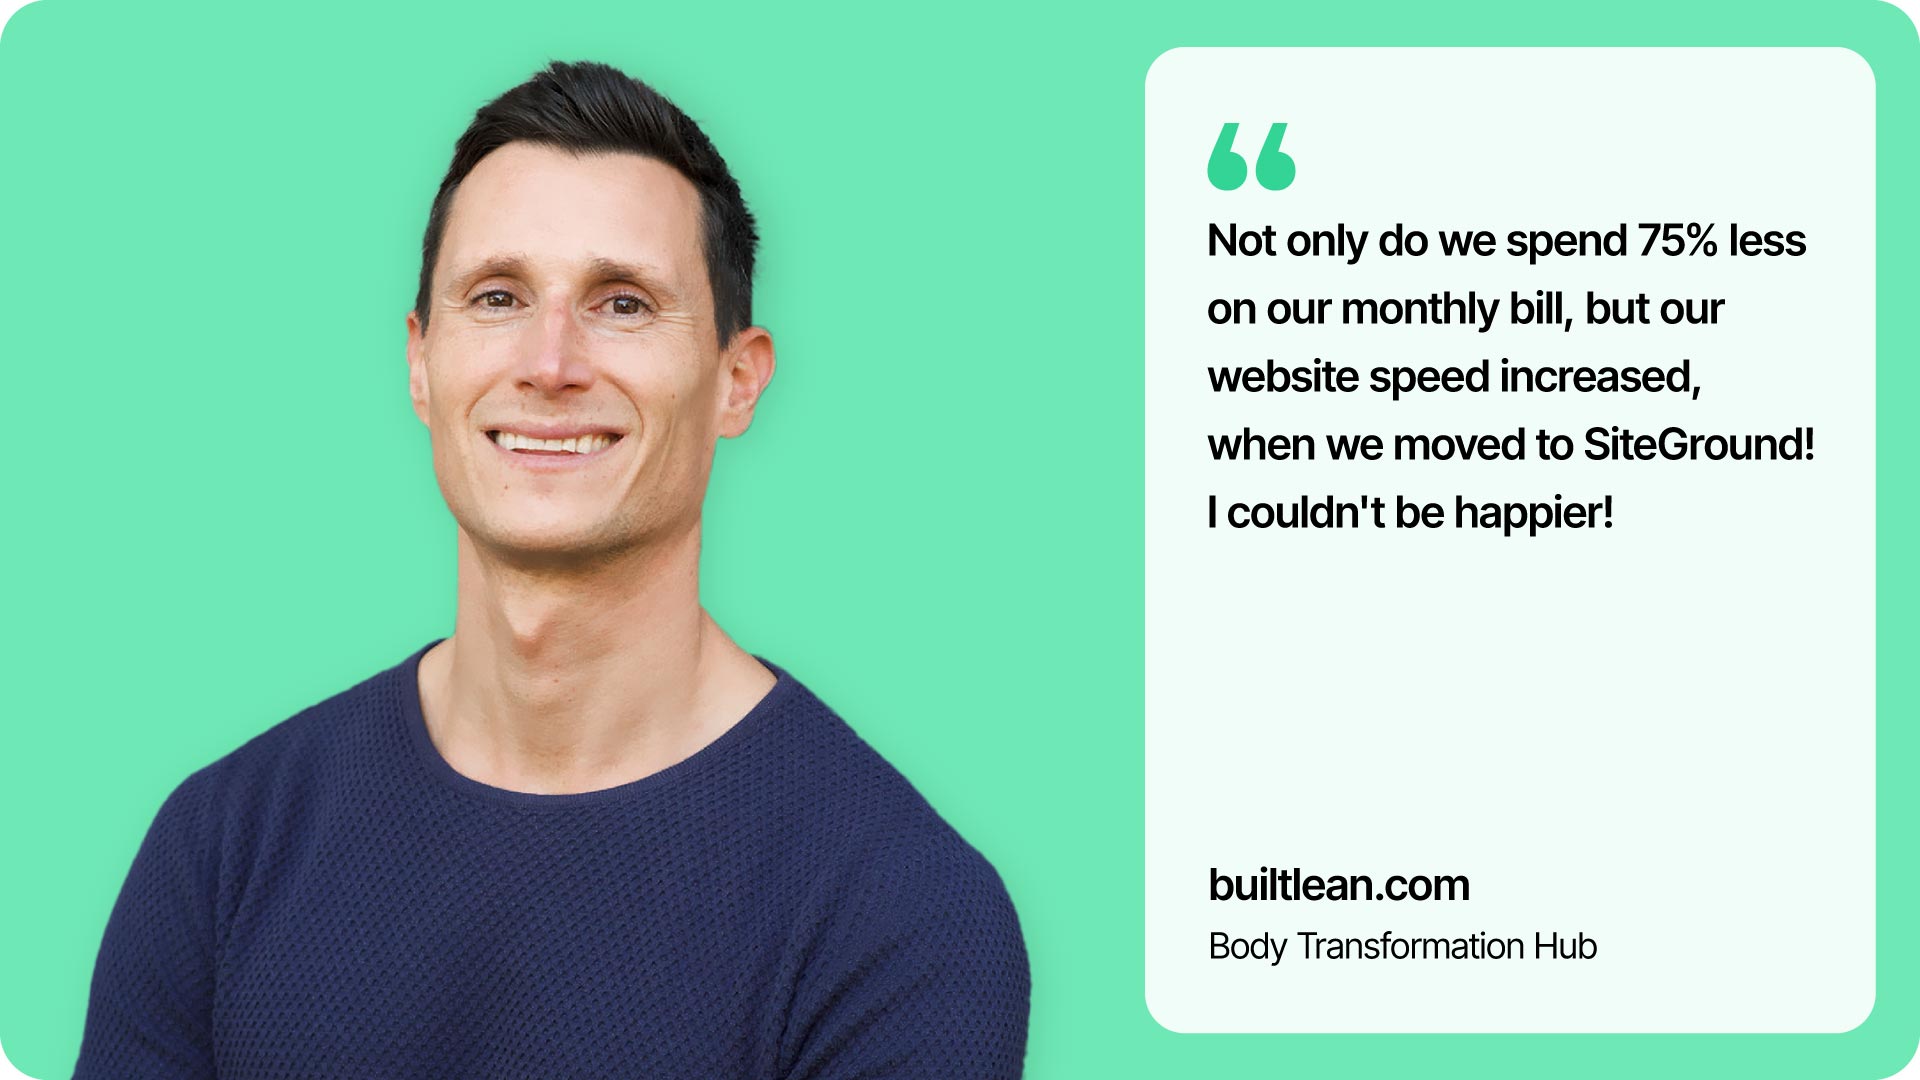 “
Not only do we spend 75% less
on our monthly bill, but our
website speed increased,
when we moved to SiteGround!
I couldn't be happier!
builtlean.com
Body Transformation Hub